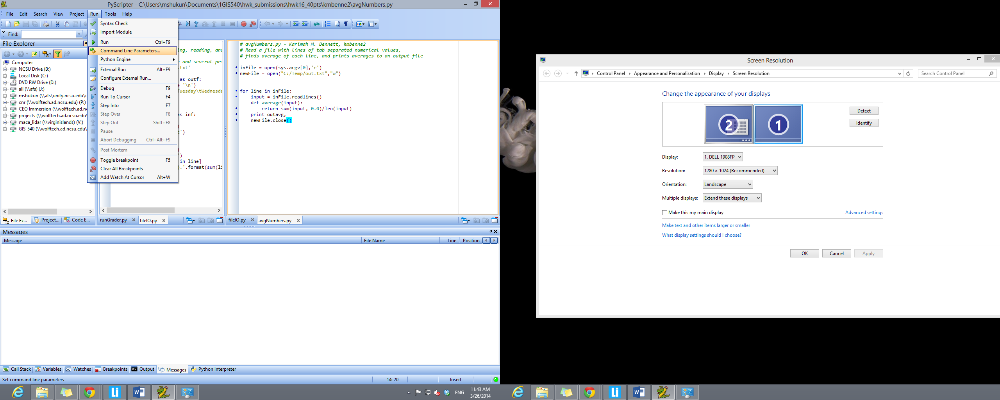 PyScripter - C:\Users\mshukun\Documents\1GIS540\hwk_submissions\hwk16_40pts\kmbenne2\avgNumbers.py
File Edit Search View Project Run Tools Help
Find:
File Explorer
Computer
NCSU Drive (B:)
Local Disk (C:)
DVD RW Drive (D:)
all (\\afs) (J:)
mshukun (\\afs\unity.ncsu.edu\u
cnr (\\wolftech.ad.ncsu.edu) (P:)
CEO Immersion (\\wolftech.ad.nc
projects (\\wolftech.ad.ncsu.edu\
maca_lidar (\\virginislands) (V:)
GIS_540 (\\wolftech.ad.ncsu.edu\
File Ex... Project... Code E...
Syntax Check
Import Module
Run Ctrl+F9
Command Line Parameters...
Python Engine
External Run Alt+F9
Configure External Run...
Debug F9
Run To Cursor F4
Step Into F7
Step Over F8
Step Out Shift+F8
Pause
Abort Debugging Ctrl+Alt+F9
Post Mortem
Toggle breakpoint F5
Clear All Breakpoints
Add Watch At Cursor Alt+W
ing, reading, and
e and several pri
.txt'
as outf:
+ '\n')
Tuesday\tWednesda
as inf:
)
')
)
')
in line]
}.'.format(sum(li
runGrader.py fileIO.py
# avgNumbers.py - Karimah M. Bennett, kmbenne2
# Read a file with lines of tab separated numerical values,
# finds average of each line, and prints averages to an output file
inFile = open(sys.argv[0],'r')
newFile = open("C:/Temp/out.txt","w")
for line in inFile:
input = inFile.readlines()
def average(input):
return sum(input, 0.0)/len(input)
print outavg,
newFile.close()
fileIO.py avgNumbers.py
Messages
Message File Name Line Position
Call Stack Variables Watches Breakpoints Output Messages Python Interpreter
Set command line parameters 14: 20 Insert
Li W ENG 11:43 AM
3/26/2014
Screen Resolution
Control Panel Appearance and Personalization Display Screen Resolution Search Control Panel
Change the appearance of your displays
2 1
Detect
Identify
Display: 1. DELL 1908FP
Resolution: 1280 × 1024 (Recommended)
Orientation: Landscape
Multiple displays: Extend these displays
Make this my main display Advanced settings
Make text and other items larger or smaller
What display settings should I choose?
OK Cancel Apply
Li W